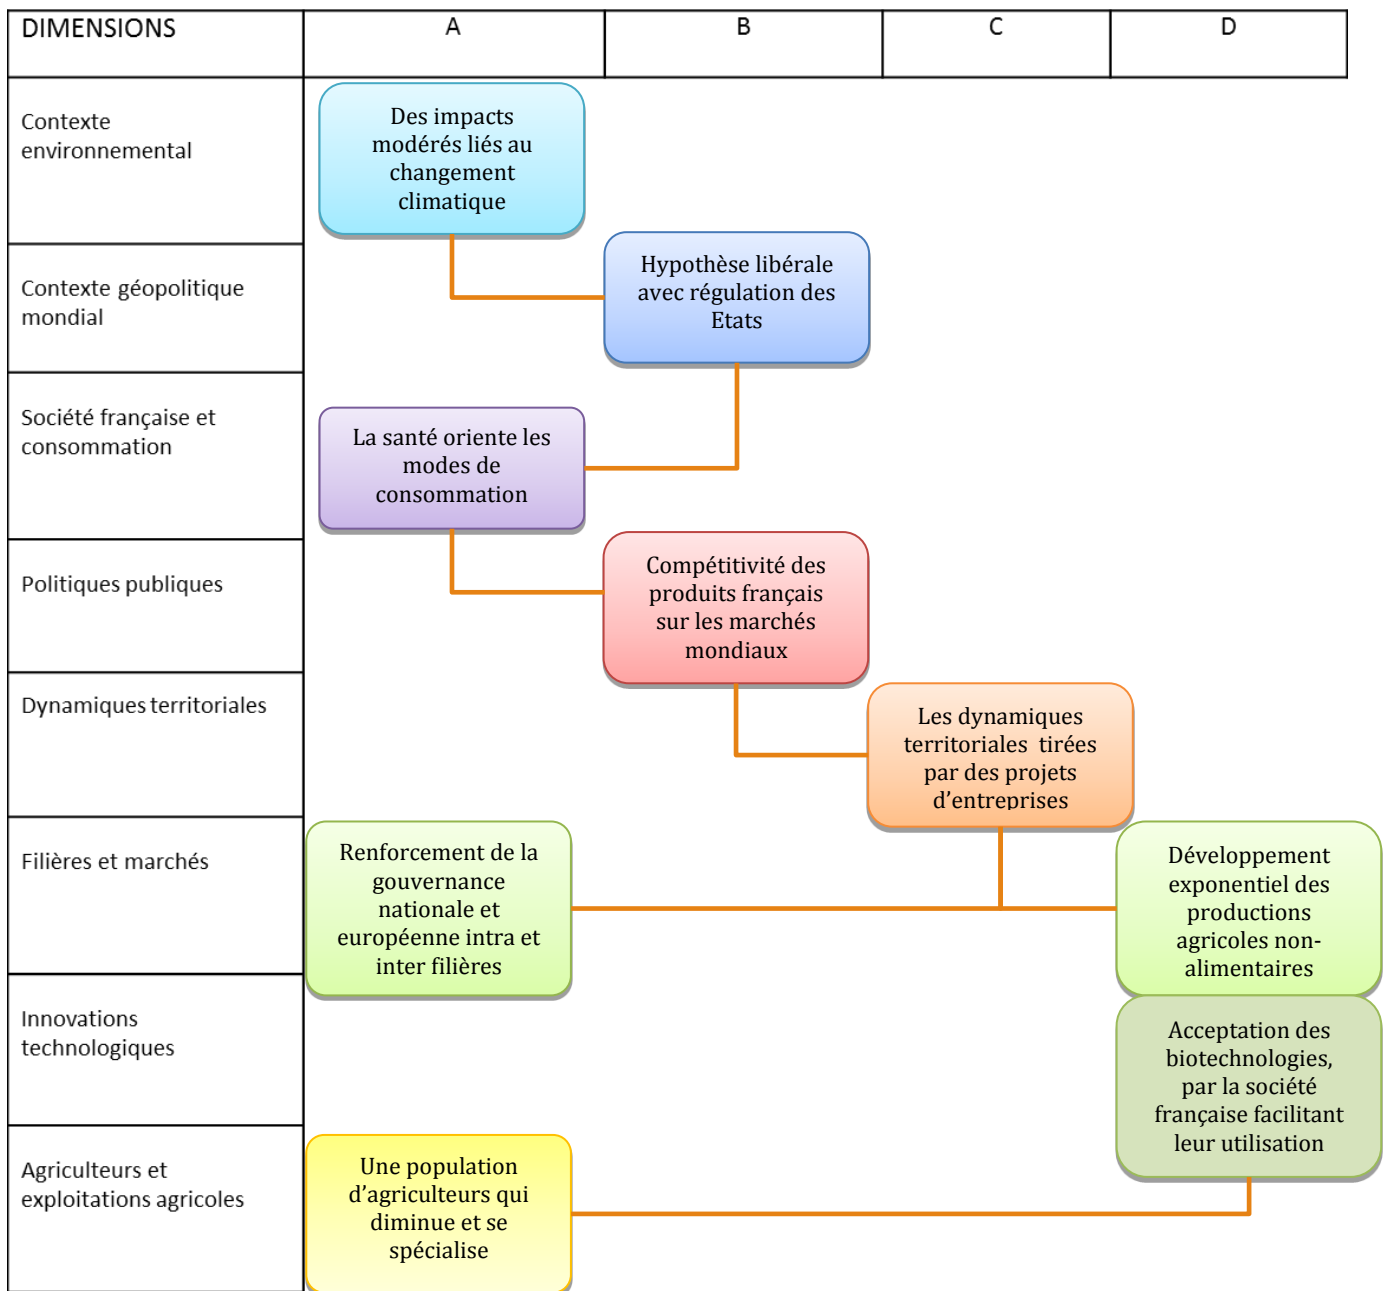 DIMENSIONS
A
B
C
D
Contexte
environnemental
Des impacts
modérés liés au
changement
climatique
Contexte géopolitique
mondial
Hypothèse libérale
avec régulation des
Etats
Société française et
consommation
La santé oriente les
modes de
consommation
Politiques publiques
Compétitivité des
produits français
sur les marchés
mondiaux
Dynamiques territoriales
Les dynamiques
territoriales tirées
par des projets
d’entreprises
Filières et marchés
Renforcement de la
gouvernance
nationale et
européenne intra et
inter filières
Développement
exponentiel des
productions
agricoles non-
alimentaires
Innovations
technologiques
Acceptation des
biotechnologies,
par la société
française facilitant
leur utilisation
Agriculteurs et
exploitations agricoles
Une population
d’agriculteurs qui
diminue et se
spécialise